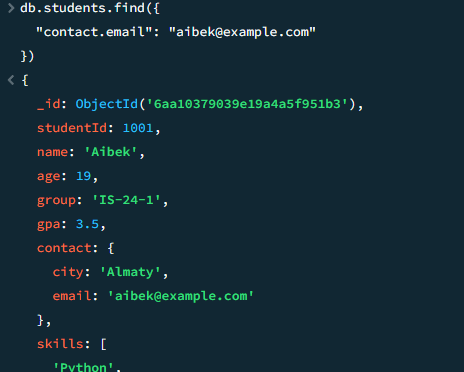 db.students.find({
"contact.email": "aibek@example.com"
})
{
_id: ObjectId('6aa10379039e19a4a5f951b3'),
studentId: 1001,
name: 'Aibek',
age: 19,
group: 'IS-24-1',
gpa: 3.5,
contact: {
city: 'Almaty',
email: 'aibek@example.com'
},
skills: [
'Python',